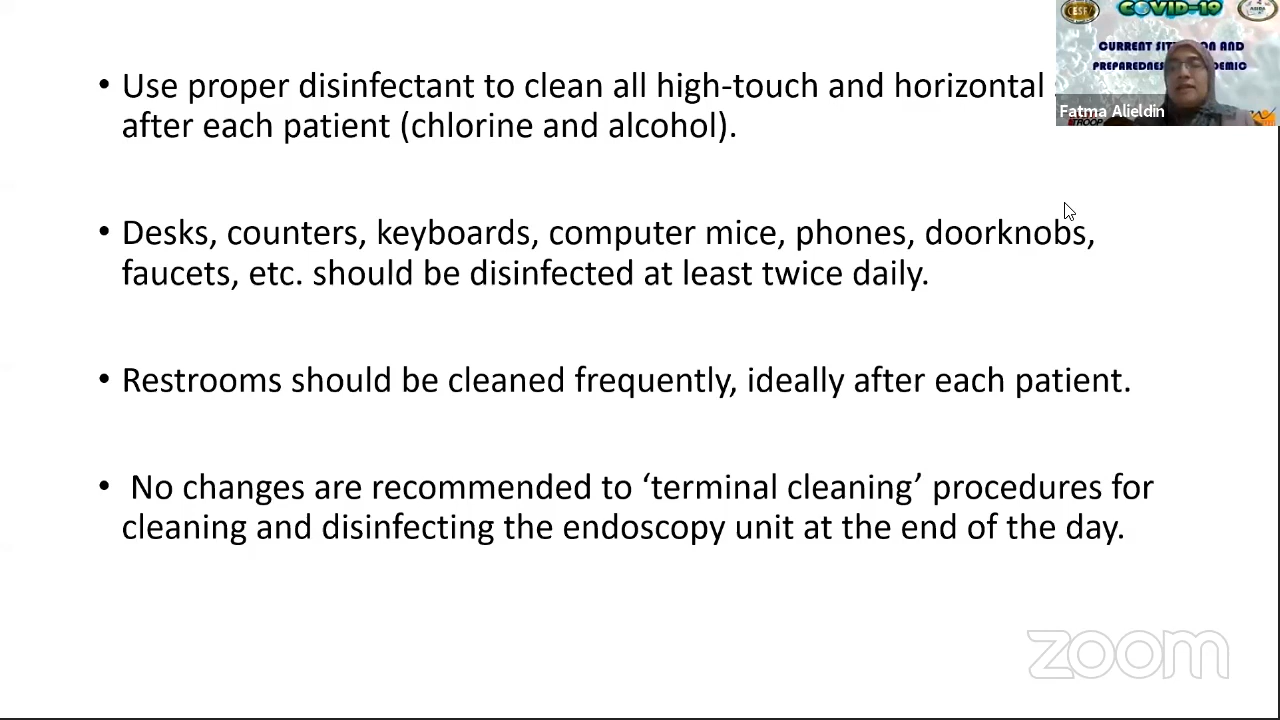 • Use proper disinfectant to clean all high-touch and horizontal
after each patient (chlorine and alcohol).
• Desks, counters, keyboards, computer mice, phones, doorknobs,
faucets, etc. should be disinfected at least twice daily.
• Restrooms should be cleaned frequently, ideally after each patient.
• No changes are recommended to ‘terminal cleaning’ procedures for
cleaning and disinfecting the endoscopy unit at the end of the day.
COVID-19
CURRENT AND
Fatma Alieldin
zoom